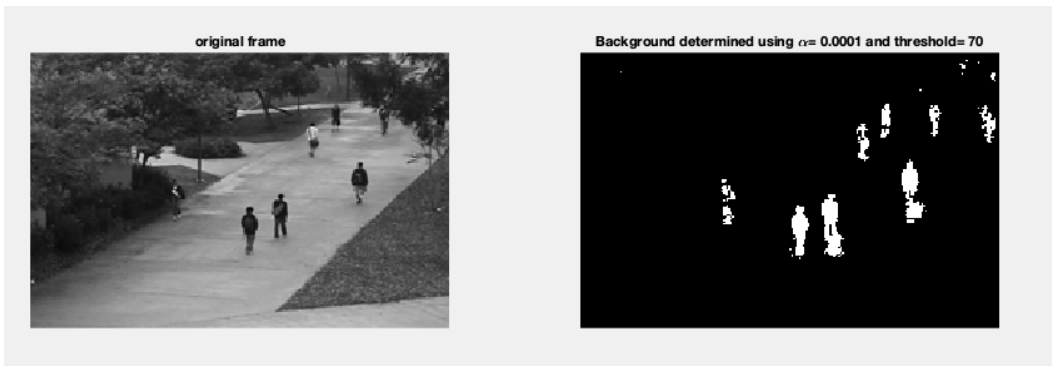 original frame
Background determined using α= 0.0001 and threshold= 70